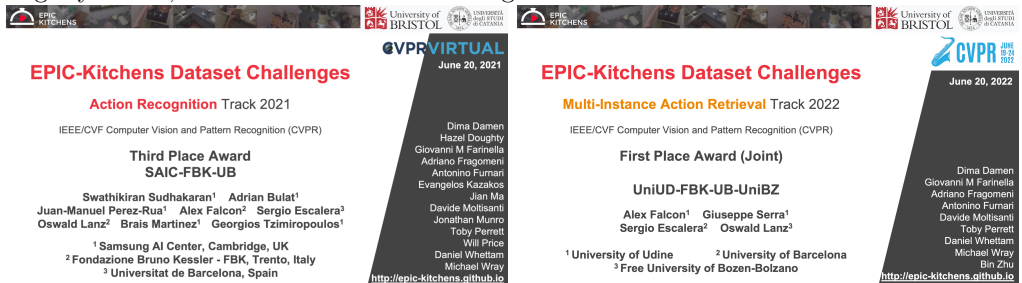 EPIC
KITCHENS
University of
BRISTOL
UNIVERSITÀ
degli STUDI
di CATANIA
CVPRVIRTUAL
June 20, 2021
EPIC-Kitchens Dataset Challenges
Action Recognition Track 2021
IEEE/CVF Computer Vision and Pattern Recognition (CVPR)
Third Place Award
SAIC-FBK-UB
Swathikiran Sudhakaran¹ Adrian Bulat¹
Juan-Manuel Perez-Rua¹ Alex Falcon² Sergio Escalera³
Oswald Lanz² Brais Martinez¹ Georgios Tzimiropoulos¹
¹ Samsung AI Center, Cambridge, UK
² Fondazione Bruno Kessler - FBK, Trento, Italy
³ Universitat de Barcelona, Spain
Dima Damen
Hazel Doughty
Giovanni M Farinella
Adriano Fragomeni
Antonino Furnari
Evangelos Kazakos
Jian Ma
Davide Moltisanti
Jonathan Munro
Toby Perrett
Will Price
Daniel Whettam
Michael Wray
http://epic-kitchens.github.io
EPIC
KITCHENS
University of
BRISTOL
UNIVERSITÀ
degli STUDI
di CATANIA
CVPR JUNE
19-24
2022
June 20, 2022
EPIC-Kitchens Dataset Challenges
Multi-Instance Action Retrieval Track 2022
IEEE/CVF Computer Vision and Pattern Recognition (CVPR)
First Place Award (Joint)
UniUD-FBK-UB-UniBZ
Alex Falcon¹ Giuseppe Serra¹
Sergio Escalera² Oswald Lanz³
¹ University of Udine ² University of Barcelona
³ Free University of Bozen-Bolzano
Dima Damen
Giovanni M Farinella
Adriano Fragomeni
Antonino Furnari
Davide Moltisanti
Toby Perrett
Daniel Whettam
Michael Wray
Bin Zhu
http://epic-kitchens.github.io